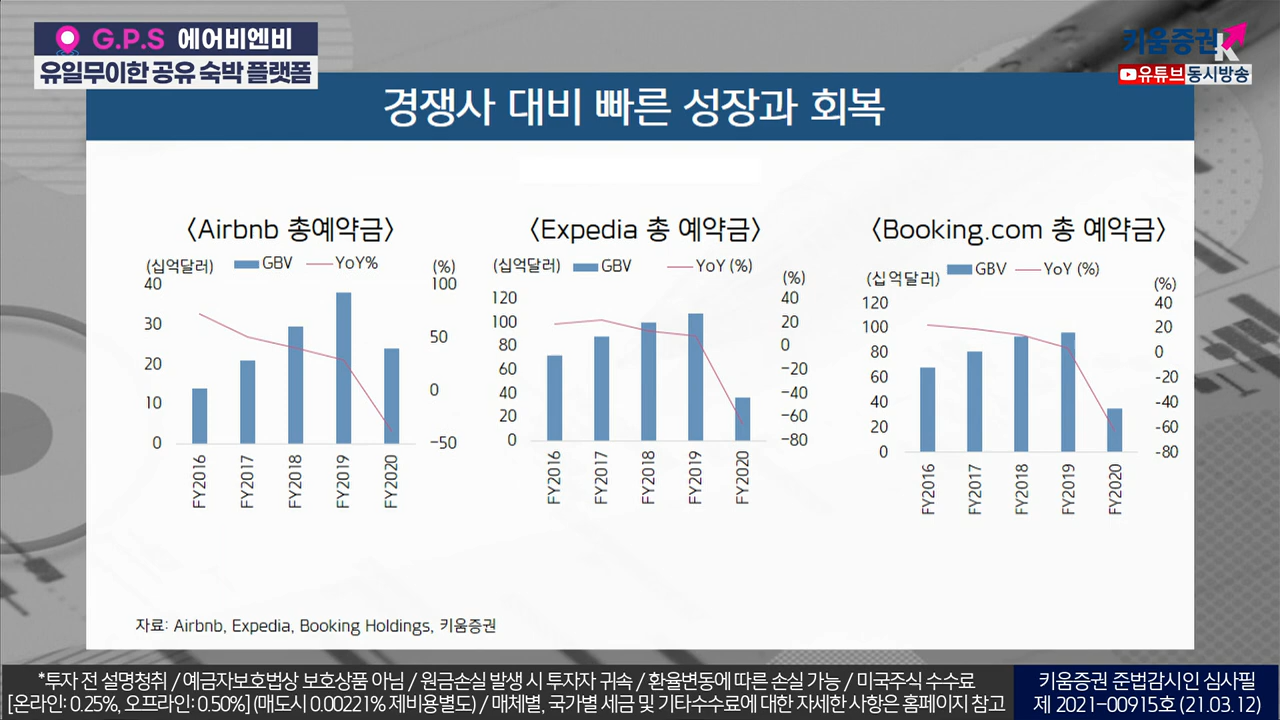 G.P.S 에어비엔비
유일무이한 공유 숙박 플랫폼
키움증권
유튜브동시방송
경쟁사 대비 빠른 성장과 회복
〈Airbnb 총예약금〉
(십억달러) GBV YoY% (%)
40 100
30
50
20
0
10
0 -50
FY2016 FY2017 FY2018 FY2019 FY2020
〈Expedia 총 예약금〉
(십억달러) GBV YoY (%) (%)
120 40
100 20
80 0
60 -20
40 -40
20 -60
0 -80
FY2016 FY2017 FY2018 FY2019 FY2020
〈Booking.com 총 예약금〉
(십억달러) GBV YoY (%) (%)
120 40
100 20
80 0
60 -20
40 -40
20 -60
0 -80
FY2016 FY2017 FY2018 FY2019 FY2020
자료: Airbnb, Expedia, Booking Holdings, 키움증권
*투자 전 설명청취 / 예금자보호법상 보호상품 아님 / 원금손실 발생 시 투자자 귀속 / 환율변동에 따른 손실 가능 / 미국주식 수수료
[온라인: 0.25%, 오프라인: 0.50%] (매도시 0.00221% 제비용별도) / 매체별, 국가별 세금 및 기타수수료에 대한 자세한 사항은 홈페이지 참고
키움증권 준법감시인 심사필
제 2021-00915호 (21.03.12)